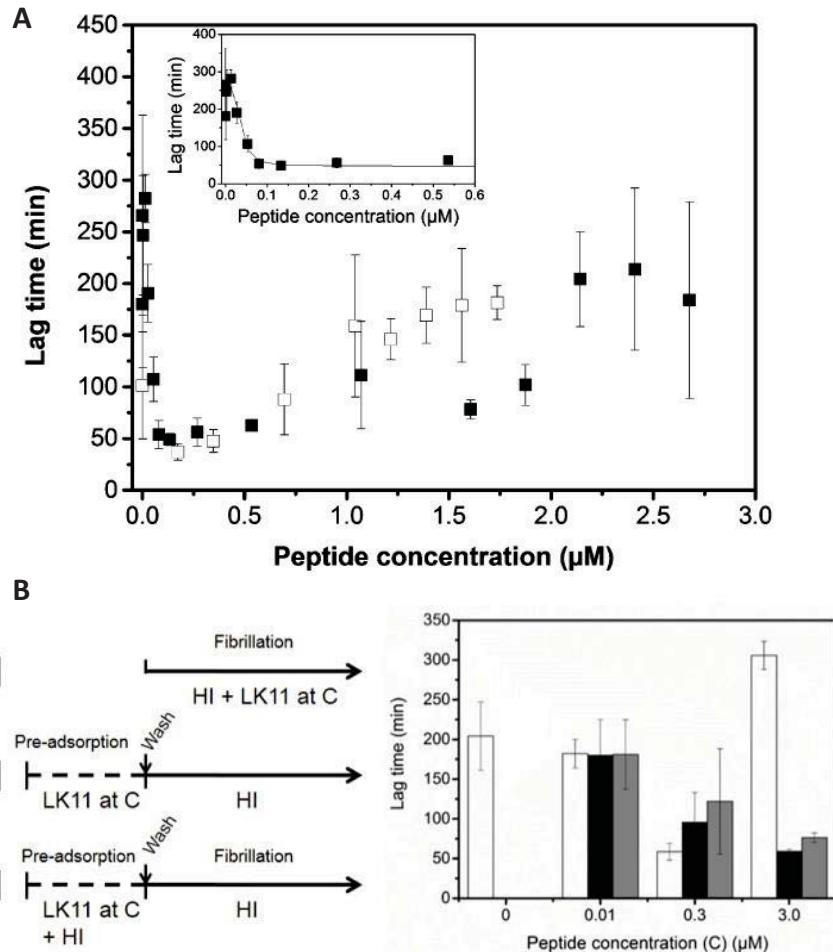 A
Lag time (min)
450
400
350
300
250
200
150
100
50
0
0.0 0.5 1.0 1.5 2.0 2.5 3.0
Peptide concentration (µM)
Lag time (min)
400
300
200
100
0
0.0 0.1 0.2 0.3 0.4 0.5 0.6
Peptide concentration (µM)
B
Fibrillation
HI + LK11 at C
Pre-adsorption
Wash
Fibrillation
LK11 at C
HI
Pre-adsorption
Wash
Fibrillation
LK11 at C
+ HI
HI
Lag time (min)
350
300
250
200
150
100
50
0
0 0.01 0.3 3.0
Peptide concentration (C) (µM)